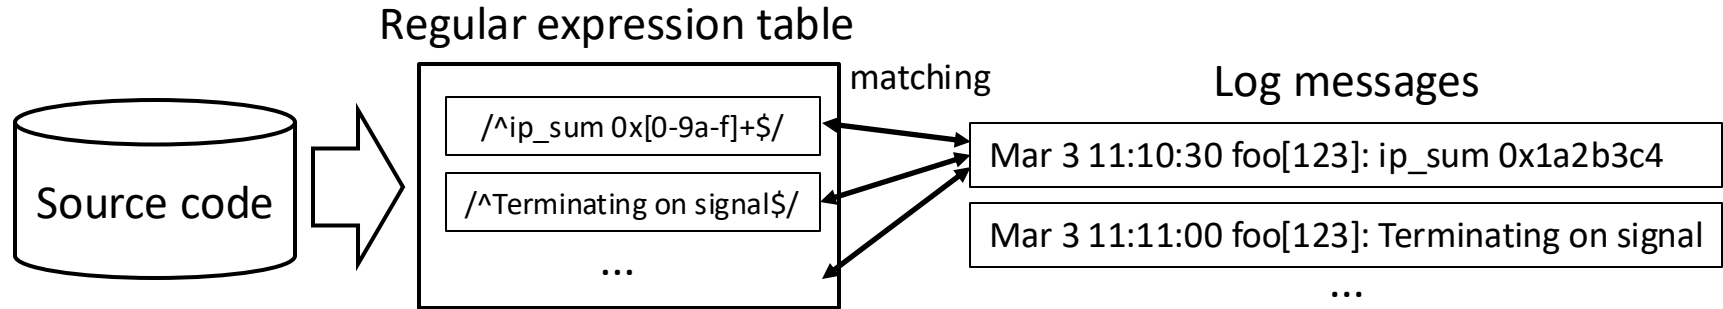 Regular expression table
matching
Log messages
Source code
/^ip_sum 0x[0-9a-f]+$/
/^Terminating on signal$/
...
Mar 3 11:10:30 foo[123]: ip_sum 0x1a2b3c4
Mar 3 11:11:00 foo[123]: Terminating on signal
...